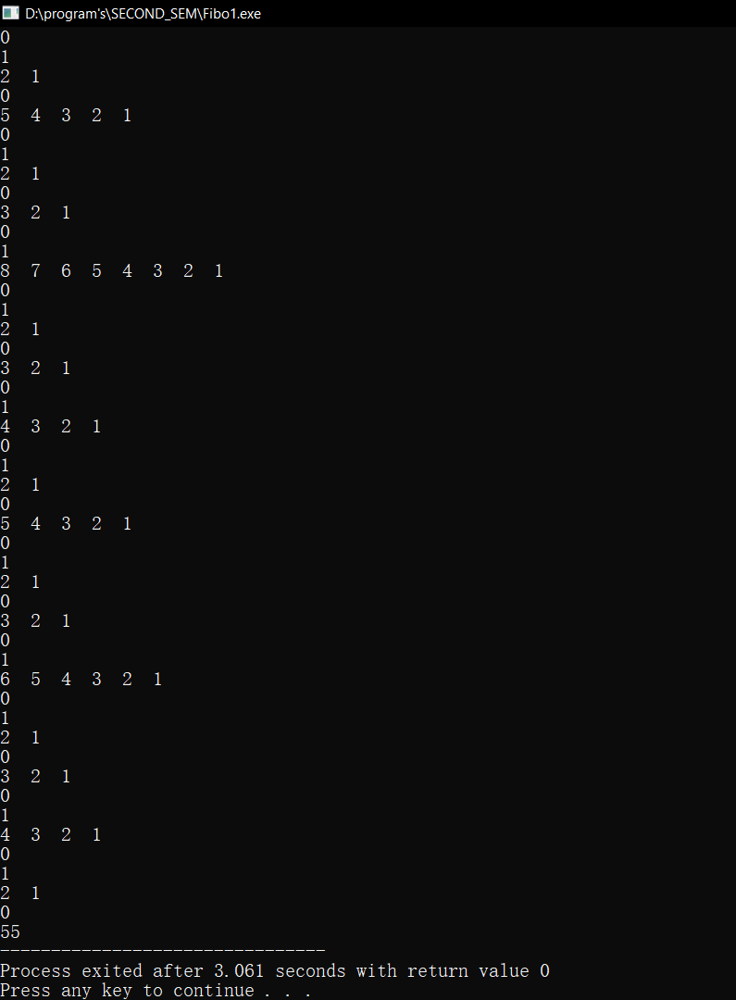 D:\program's\SECOND_SEM\Fibo1.exe
0
1
2 1
0
5 4 3 2 1
0
1
2 1
0
3 2 1
0
1
8 7 6 5 4 3 2 1
0
1
2 1
0
3 2 1
0
1
4 3 2 1
0
1
2 1
0
5 4 3 2 1
0
1
2 1
0
3 2 1
0
1
6 5 4 3 2 1
0
1
2 1
0
3 2 1
0
1
4 3 2 1
0
1
2 1
0
55
--------------------------------
Process exited after 3.061 seconds with return value 0
Press any key to continue . . .